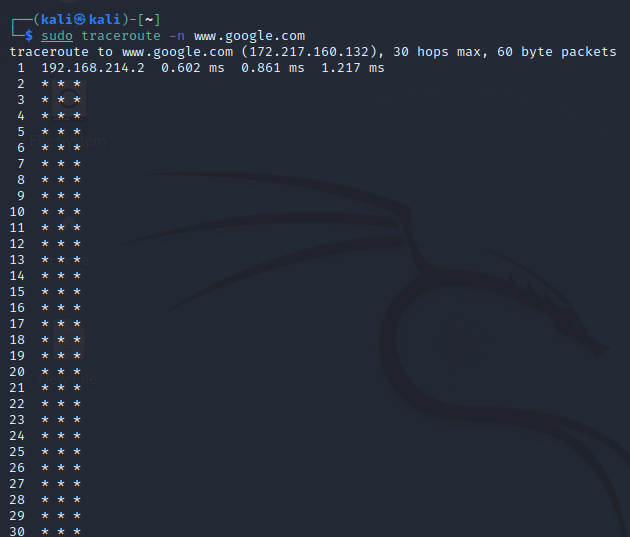 ┌──(kali㉿kali)-[~]
└─$ sudo traceroute -n www.google.com
traceroute to www.google.com (172.217.160.132), 30 hops max, 60 byte packets
 1  192.168.214.2  0.602 ms  0.861 ms  1.217 ms
 2  * * *
 3  * * *
 4  * * *
 5  * * *
 6  * * *
 7  * * *
 8  * * *
 9  * * *
10  * * *
11  * * *
12  * * *
13  * * *
14  * * *
15  * * *
16  * * *
17  * * *
18  * * *
19  * * *
20  * * *
21  * * *
22  * * *
23  * * *
24  * * *
25  * * *
26  * * *
27  * * *
28  * * *
29  * * *
30  * * *